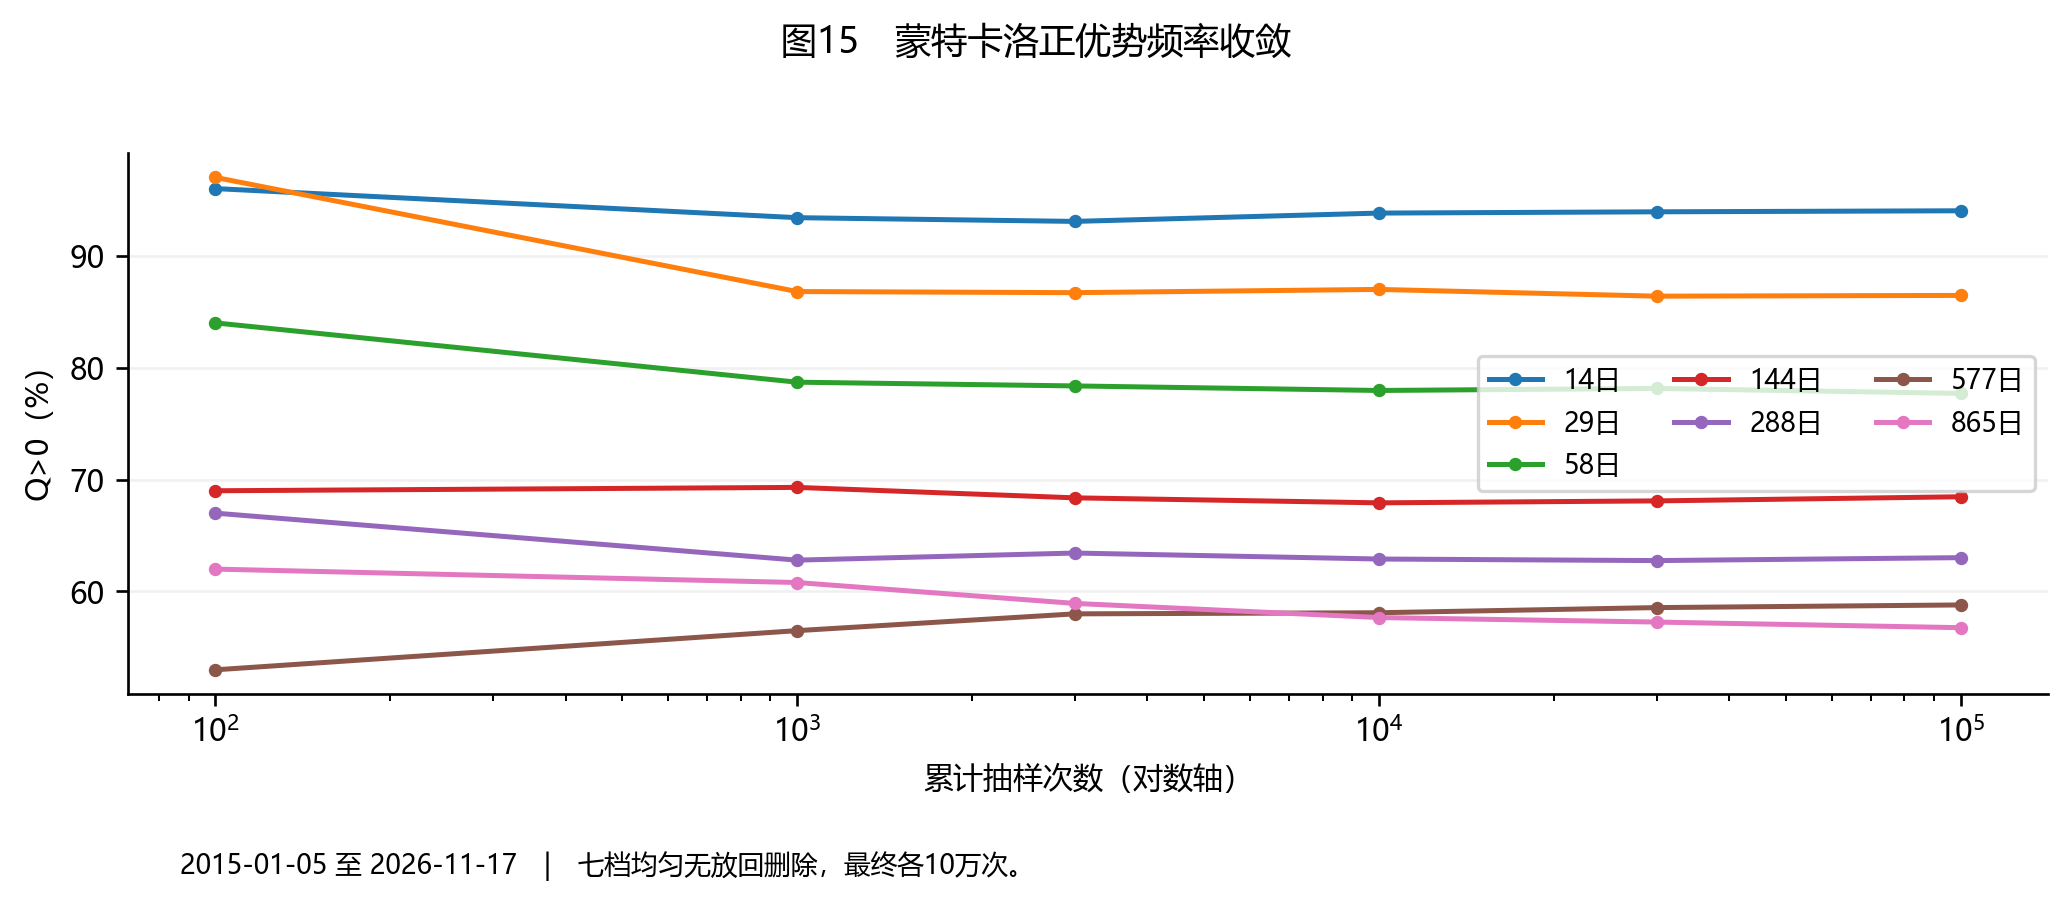 图15　蒙特卡洛正优势频率收敛
Q>0（%）
90
80
70
60
14日
29日
58日
144日
288日
577日
865日
10²
10³
10⁴
10⁵
累计抽样次数（对数轴）
2015-01-05 至 2026-11-17　|　七档均匀无放回删除，最终各10万次。